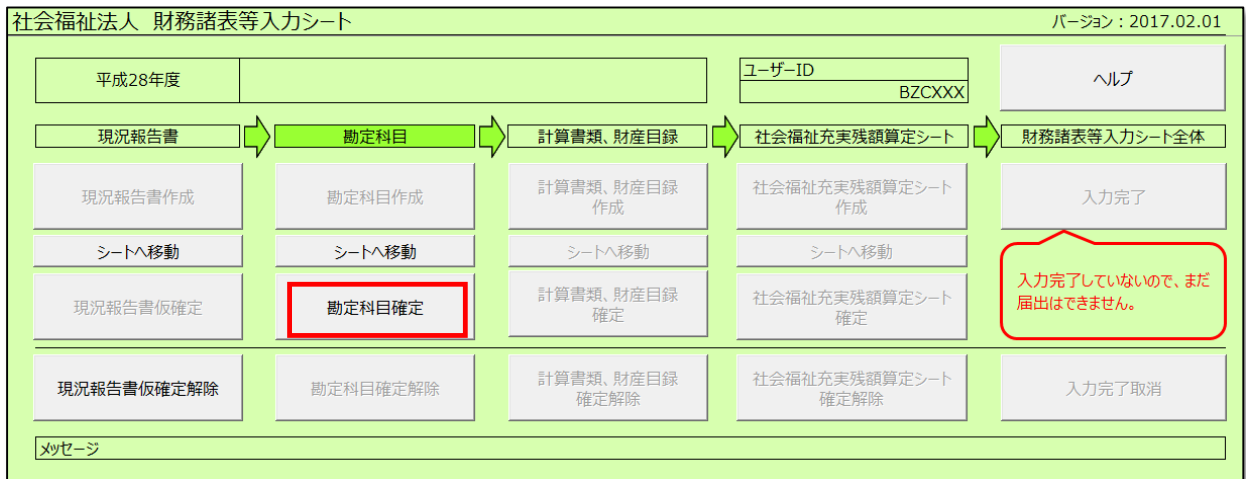 社会福祉法人 財務諸表等入力シート
バージョン：2017.02.01
平成28年度
ユーザーID
BZCXXX
ヘルプ
現況報告書
勘定科目
計算書類、財産目録
社会福祉充実残額算定シート
財務諸表等入力シート全体
現況報告書作成
勘定科目作成
計算書類、財産目録
作成
社会福祉充実残額算定シート
作成
入力完了
シートへ移動
シートへ移動
シートへ移動
シートへ移動
入力完了していないので、まだ
届出はできません。
現況報告書仮確定
勘定科目確定
計算書類、財産目録
確定
社会福祉充実残額算定シート
確定
現況報告書仮確定解除
勘定科目確定解除
計算書類、財産目録
確定解除
社会福祉充実残額算定シート
確定解除
入力完了取消
メッセージ